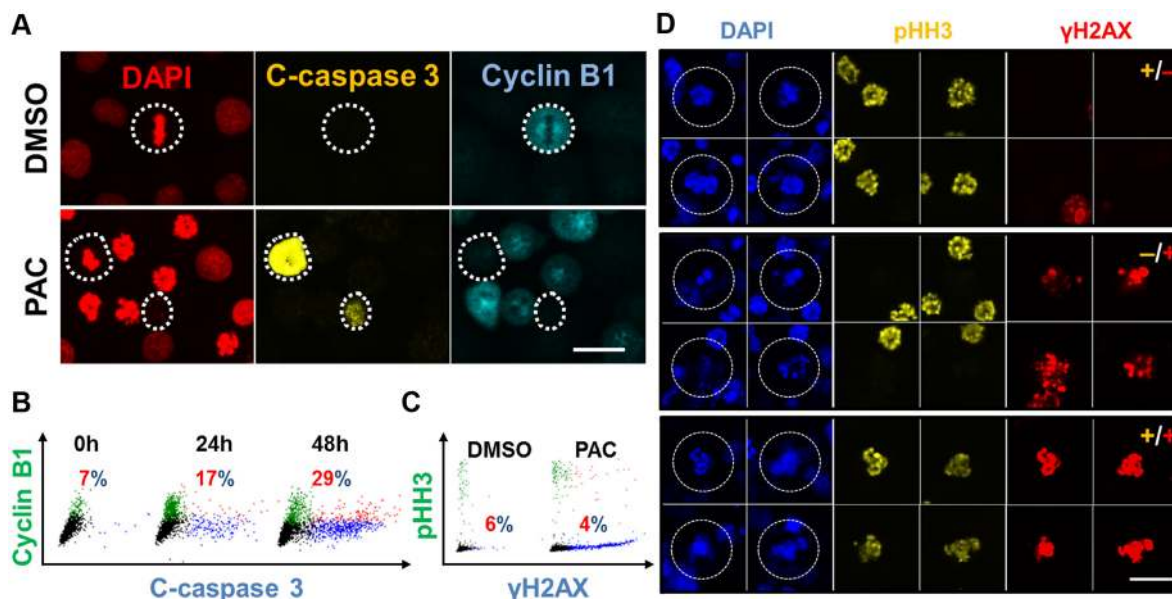 A
DAPI C-caspase 3 Cyclin B1
DMSO
PAC
B
Cyclin B1
0h 24h 48h
7% 17% 29%
C-caspase 3
C
pHH3
DMSO PAC
6% 4%
γH2AX
D
DAPI pHH3 γH2AX
+/–
–/+
+/+